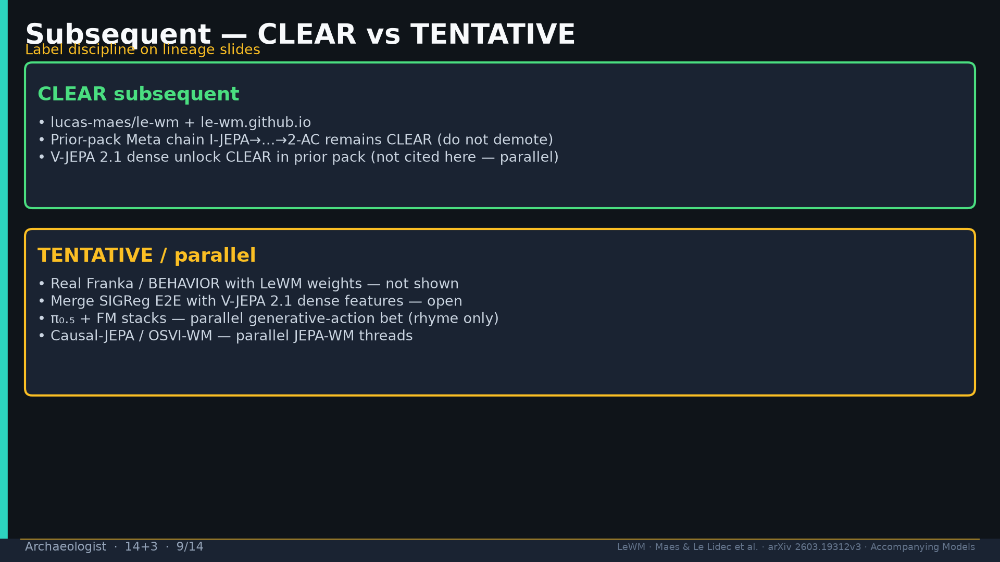 Subsequent — CLEAR vs TENTATIVE
Label discipline on lineage slides
CLEAR subsequent
• lucas-maes/le-wm + le-wm.github.io
• Prior-pack Meta chain I-JEPA→…→2-AC remains CLEAR (do not demote)
• V-JEPA 2.1 dense unlock CLEAR in prior pack (not cited here — parallel)
TENTATIVE / parallel
• Real Franka / BEHAVIOR with LeWM weights — not shown
• Merge SIGReg E2E with V-JEPA 2.1 dense features — open
• π₀.₅ + FM stacks — parallel generative-action bet (rhyme only)
• Causal-JEPA / OSVI-WM — parallel JEPA-WM threads
Archaeologist · 14+3 · 9/14
LeWM · Maes & Le Lidec et al. · arXiv 2603.19312v3 · Accompanying Models